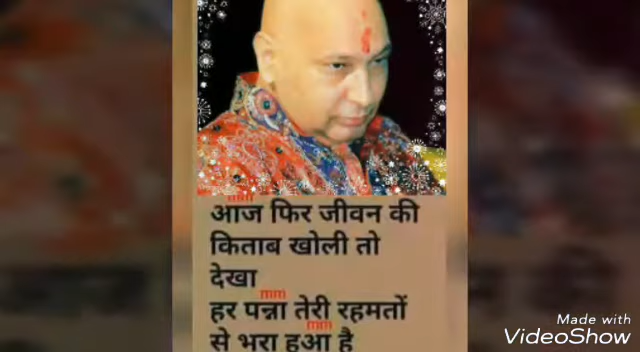 आज फिर जीवन की
किताब खोली तो
देखा
हर पन्ना तेरी रहमतों
से भरा हुआ है
Made with
VideoShow